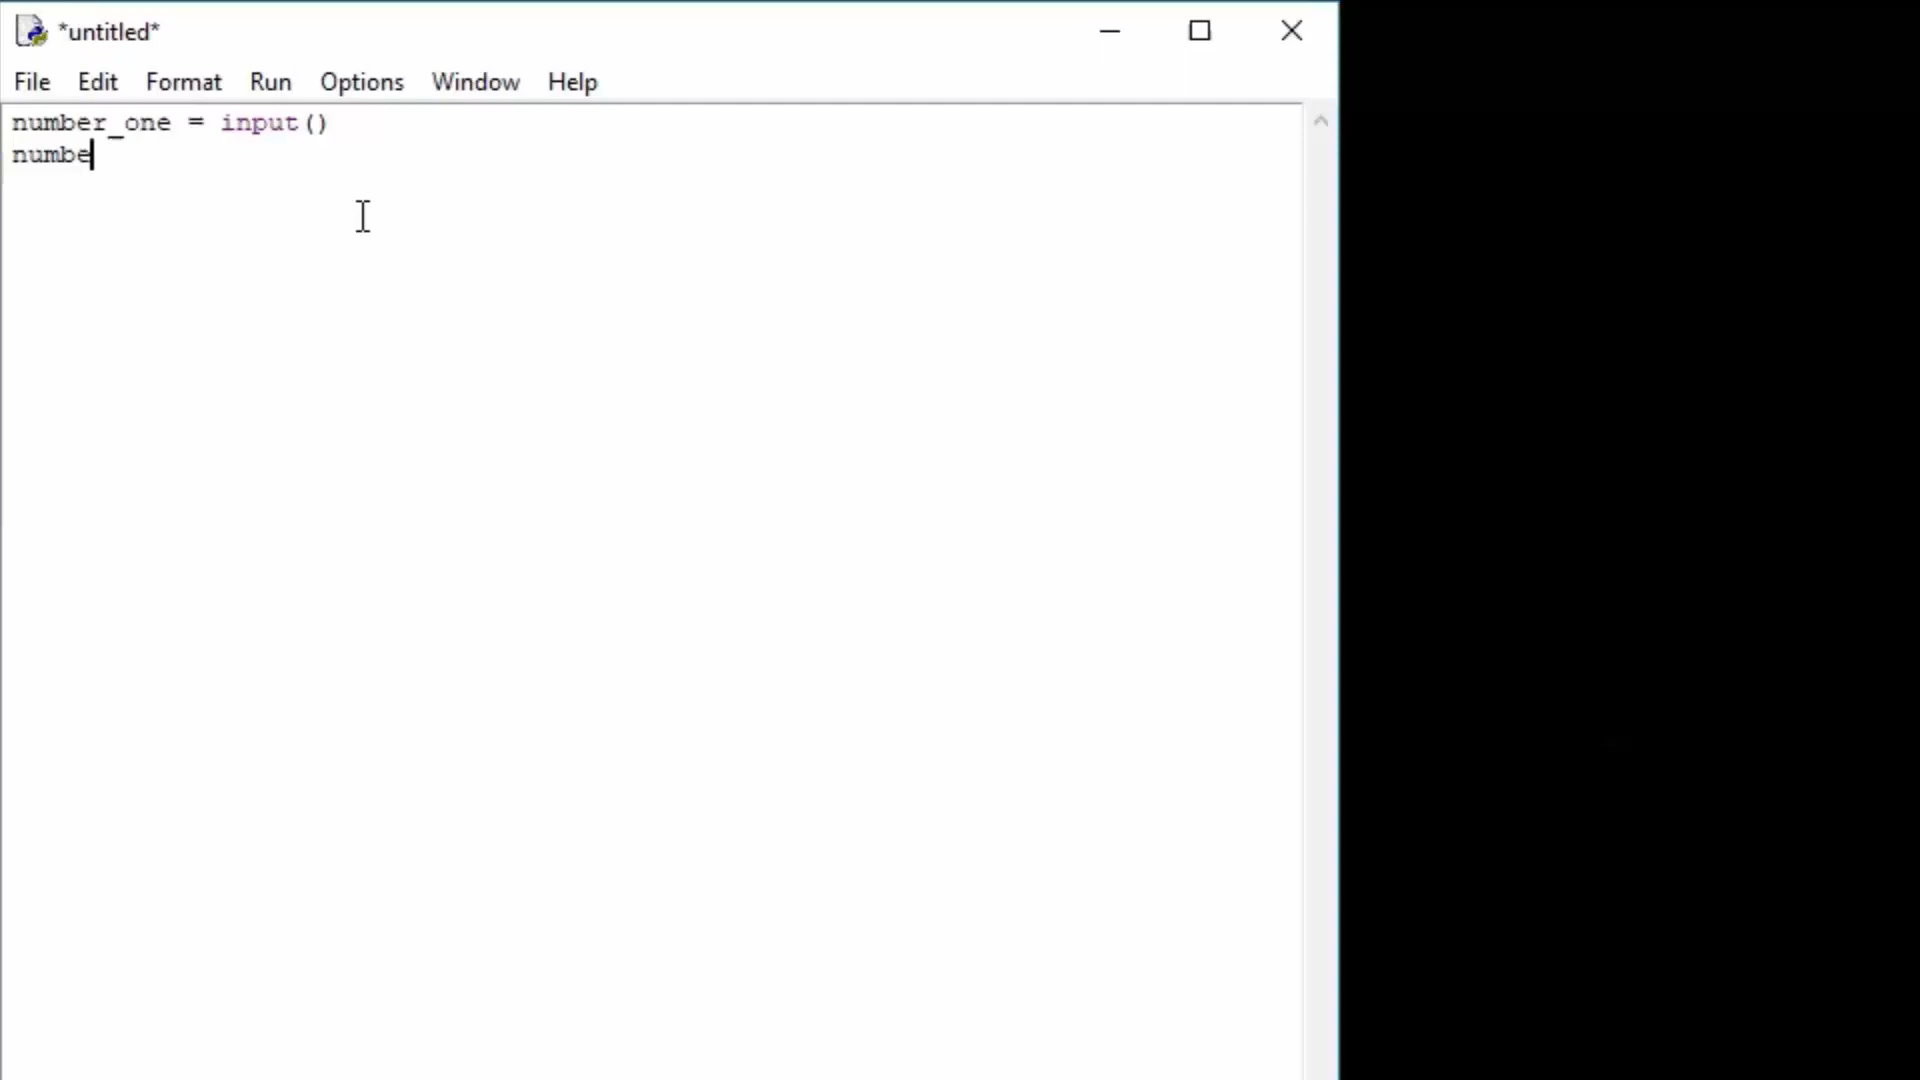 *untitled*
File Edit Format Run Options Window Help
number_one = input()
numbe